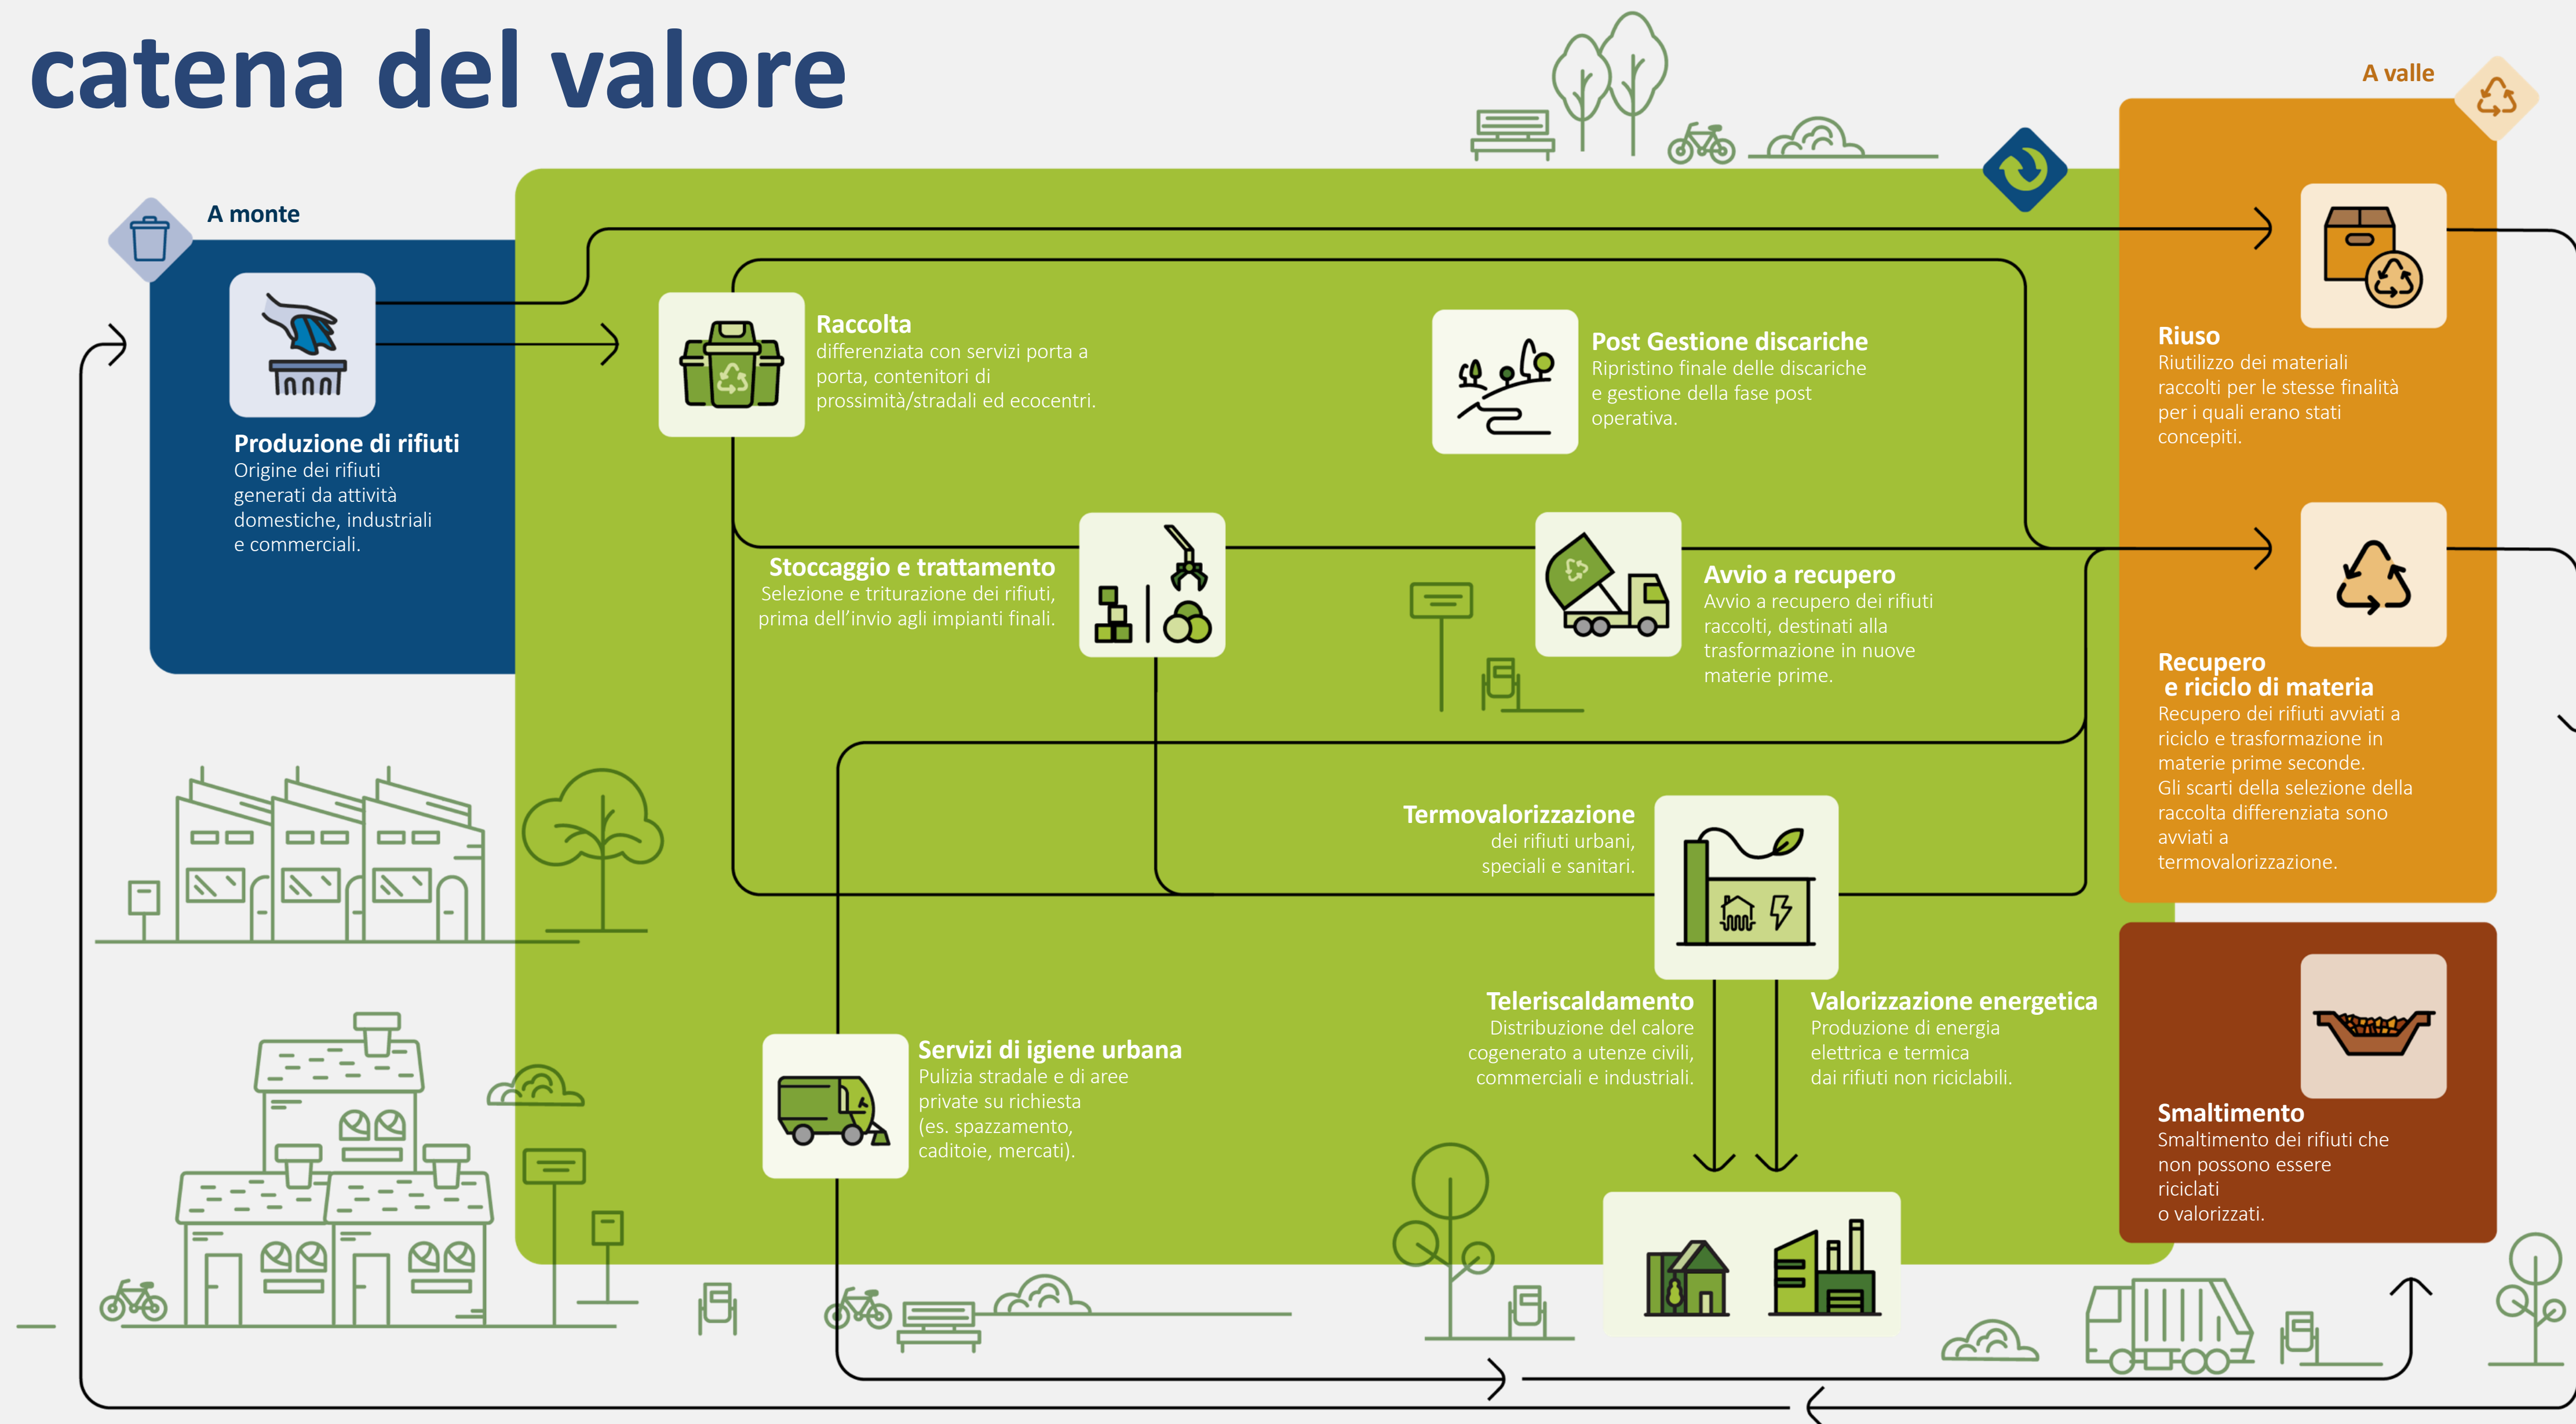 catena del valore
A monte
Produzione di rifiuti
Origine dei rifiuti
generati da attività
domestiche, industriali
e commerciali.
Raccolta
differenziata con servizi porta a
porta, contenitori di
prossimità/stradali ed ecocentri.
Post Gestione discariche
Ripristino finale delle discariche
e gestione della fase post
operativa.
Stoccaggio e trattamento
Selezione e triturazione dei rifiuti,
prima dell’invio agli impianti finali.
Avvio a recupero
Avvio a recupero dei rifiuti
raccolti, destinati alla
trasformazione in nuove
materie prime.
Termovalorizzazione
dei rifiuti urbani,
speciali e sanitari.
Teleriscaldamento
Distribuzione del calore
cogenerato a utenze civili,
commerciali e industriali.
Valorizzazione energetica
Produzione di energia
elettrica e termica
dai rifiuti non riciclabili.
Servizi di igiene urbana
Pulizia stradale e di aree
private su richiesta
(es. spazzamento,
caditoie, mercati).
A valle
Riuso
Riutilizzo dei materiali
raccolti per le stesse finalità
per i quali erano stati
concepiti.
Recupero
e riciclo di materia
Recupero dei rifiuti avviati a
riciclo e trasformazione in
materie prime seconde.
Gli scarti della selezione della
raccolta differenziata sono
avviati a
termovalorizzazione.
Smaltimento
Smaltimento dei rifiuti che
non possono essere
riciclati
o valorizzati.